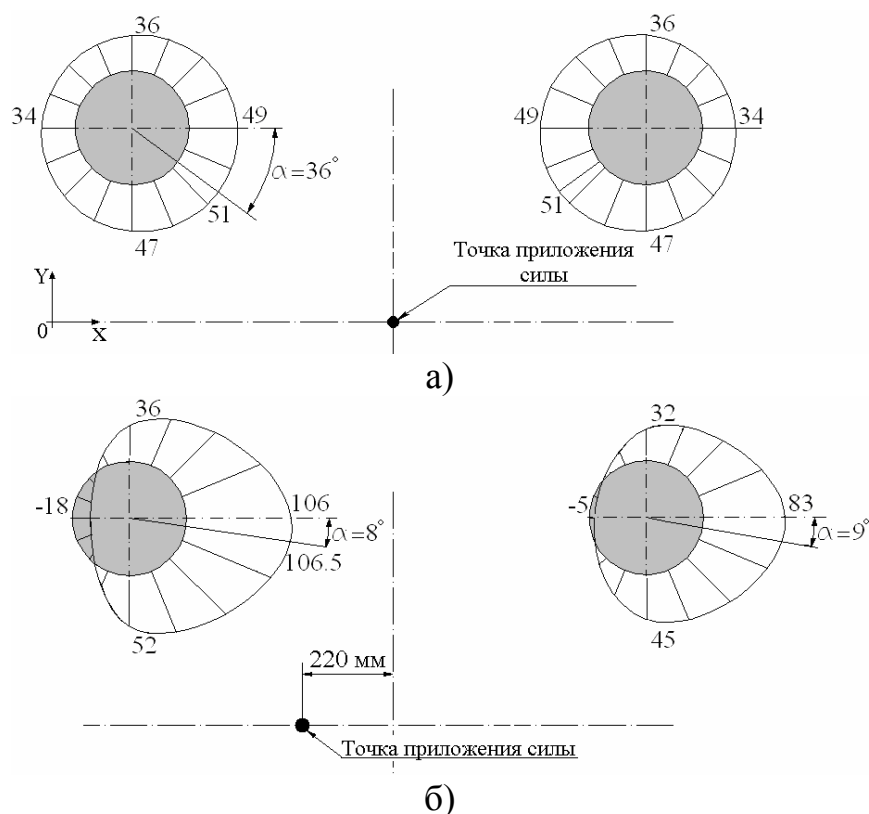 36
36
34
49
49
34
α=36°
51
51
47
47
Точка приложения
силы
Y
0
X
а)
36
32
-18
106
-5
83
α=8°
α=9°
106.5
52
45
220 мм
Точка приложения силы
б)